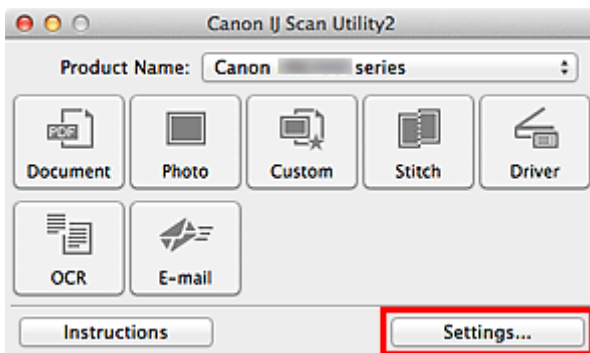 Canon IJ Scan Utility2
Product Name: Canon series
PDF
Document Photo Custom Stitch Driver
OCR E-mail
Instructions Settings...